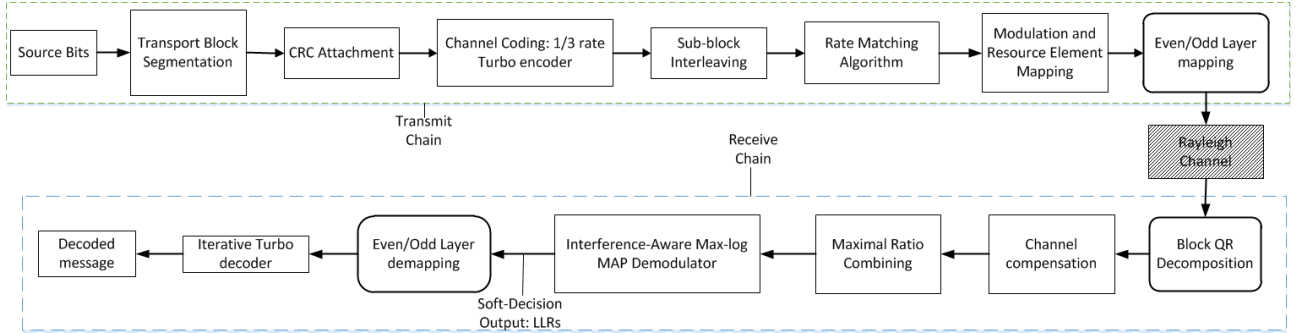 Source Bits
Transport Block
Segmentation
CRC Attachment
Channel Coding: 1/3 rate
Turbo encoder
Sub-block
Interleaving
Rate Matching
Algorithm
Modulation and
Resource Element
Mapping
Even/Odd Layer
mapping
Transmit
Chain
Rayleigh
Channel
Receive
Chain
Block QR
Decomposition
Channel
compensation
Maximal Ratio
Combining
Interference-Aware Max-log
MAP Demodulator
Soft-Decision
Output: LLRs
Even/Odd Layer
demapping
Iterative Turbo
decoder
Decoded
message